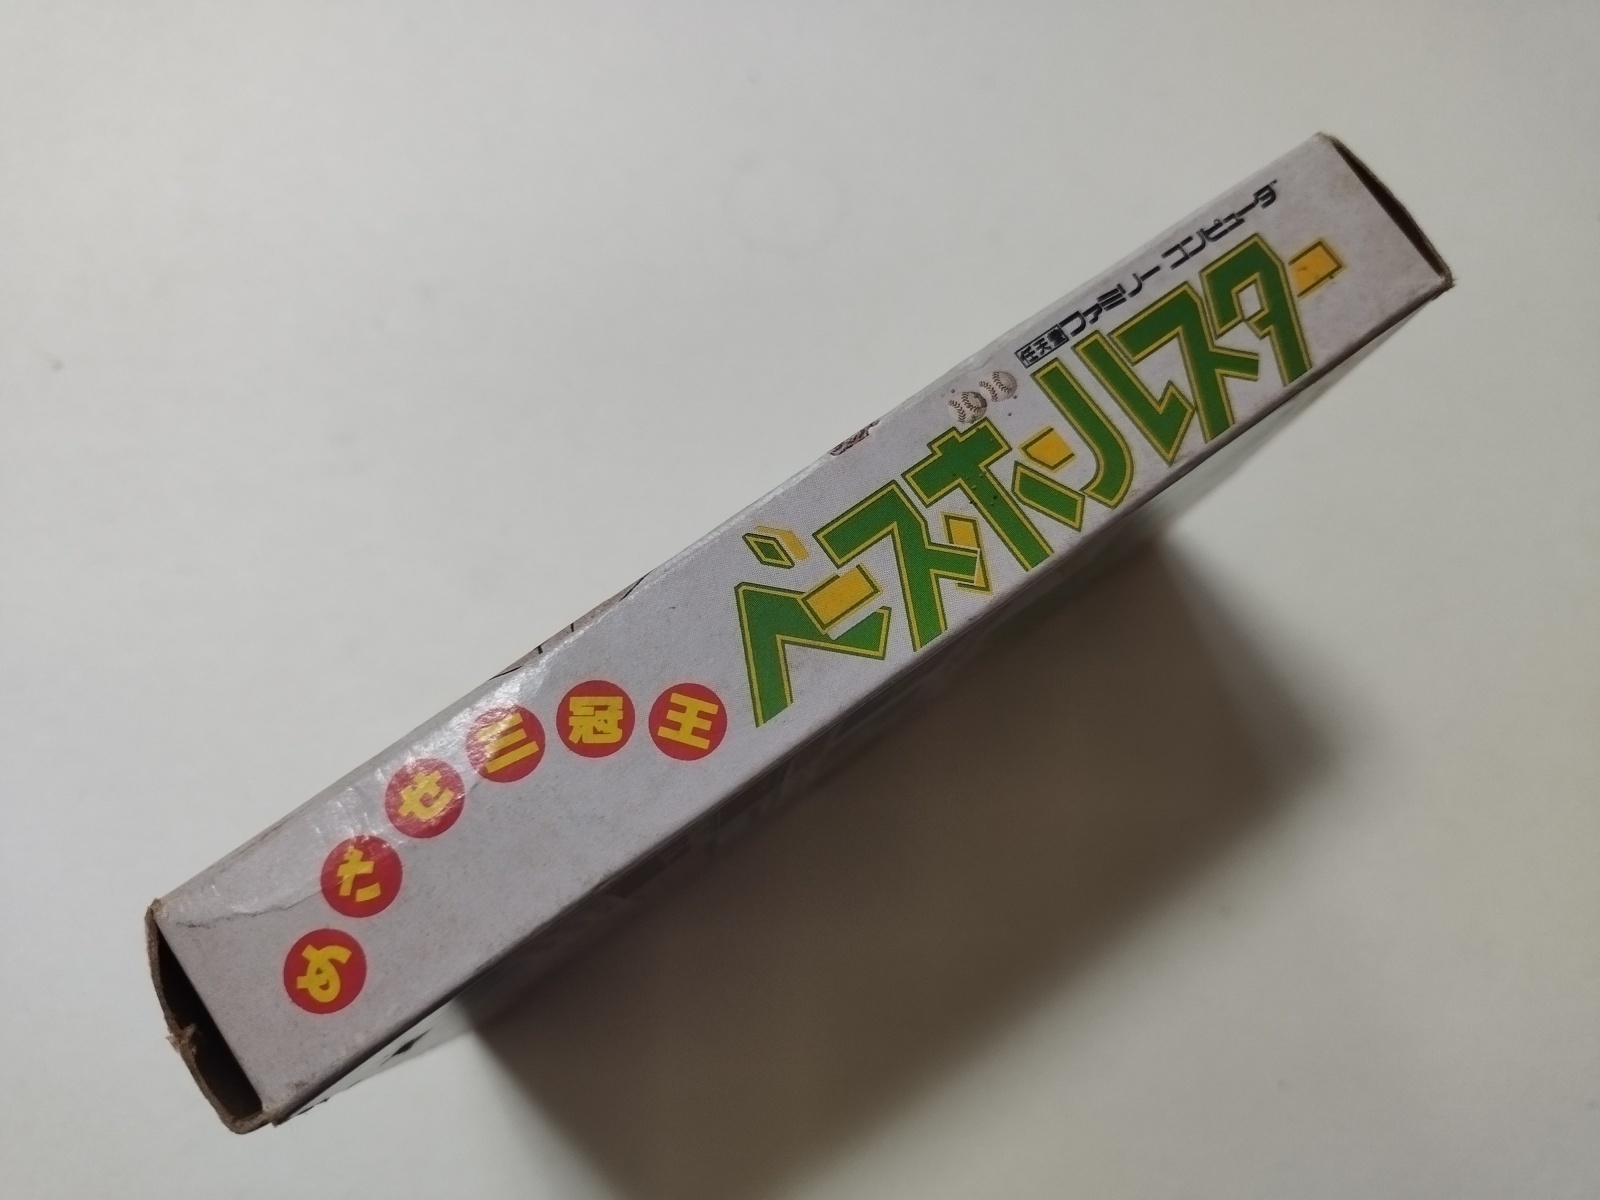 任天堂 ファミリー コンピュータ
ベースボールスター
めざせ三冠王